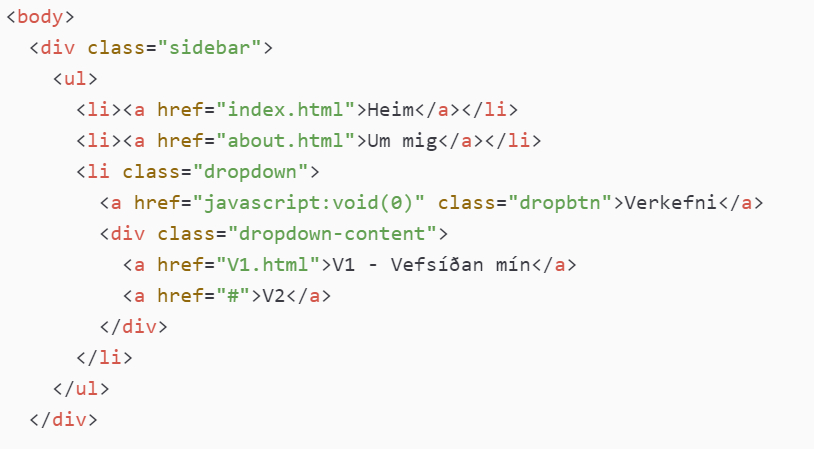 <body>
<div class="sidebar">
<ul>
<li><a href="index.html">Heim</a></li>
<li><a href="about.html">Um mig</a></li>
<li class="dropdown">
<a href="javascript:void(0)" class="dropbtn">Verkefni</a>
<div class="dropdown-content">
<a href="V1.html">V1 - Vefsíðan mín</a>
<a href="#">V2</a>
</div>
</li>
</ul>
</div>